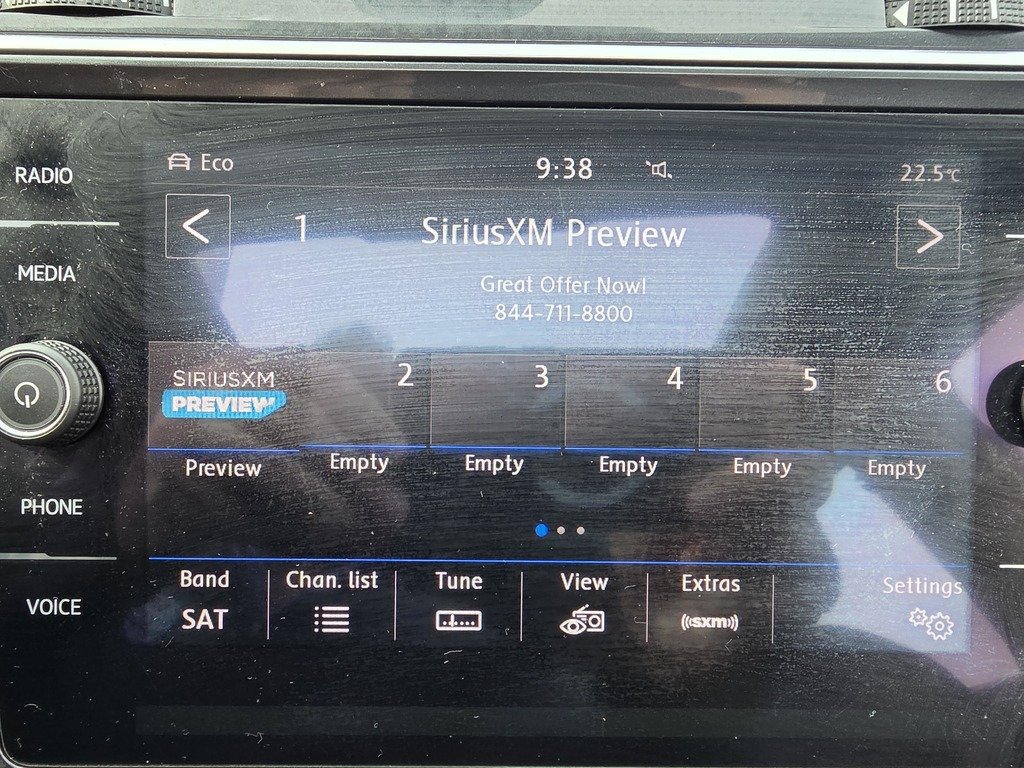 RADIO
MEDIA
PHONE
VOICE
Eco 9:38 22.5°C
1 SiriusXM Preview
Great Offer Now!
844-711-8800
SIRIUSXM 2 3 4 5 6
PREVIEW
Preview Empty Empty Empty Empty Empty
Band Chan. list Tune View Extras Settings
SAT ((sxm))